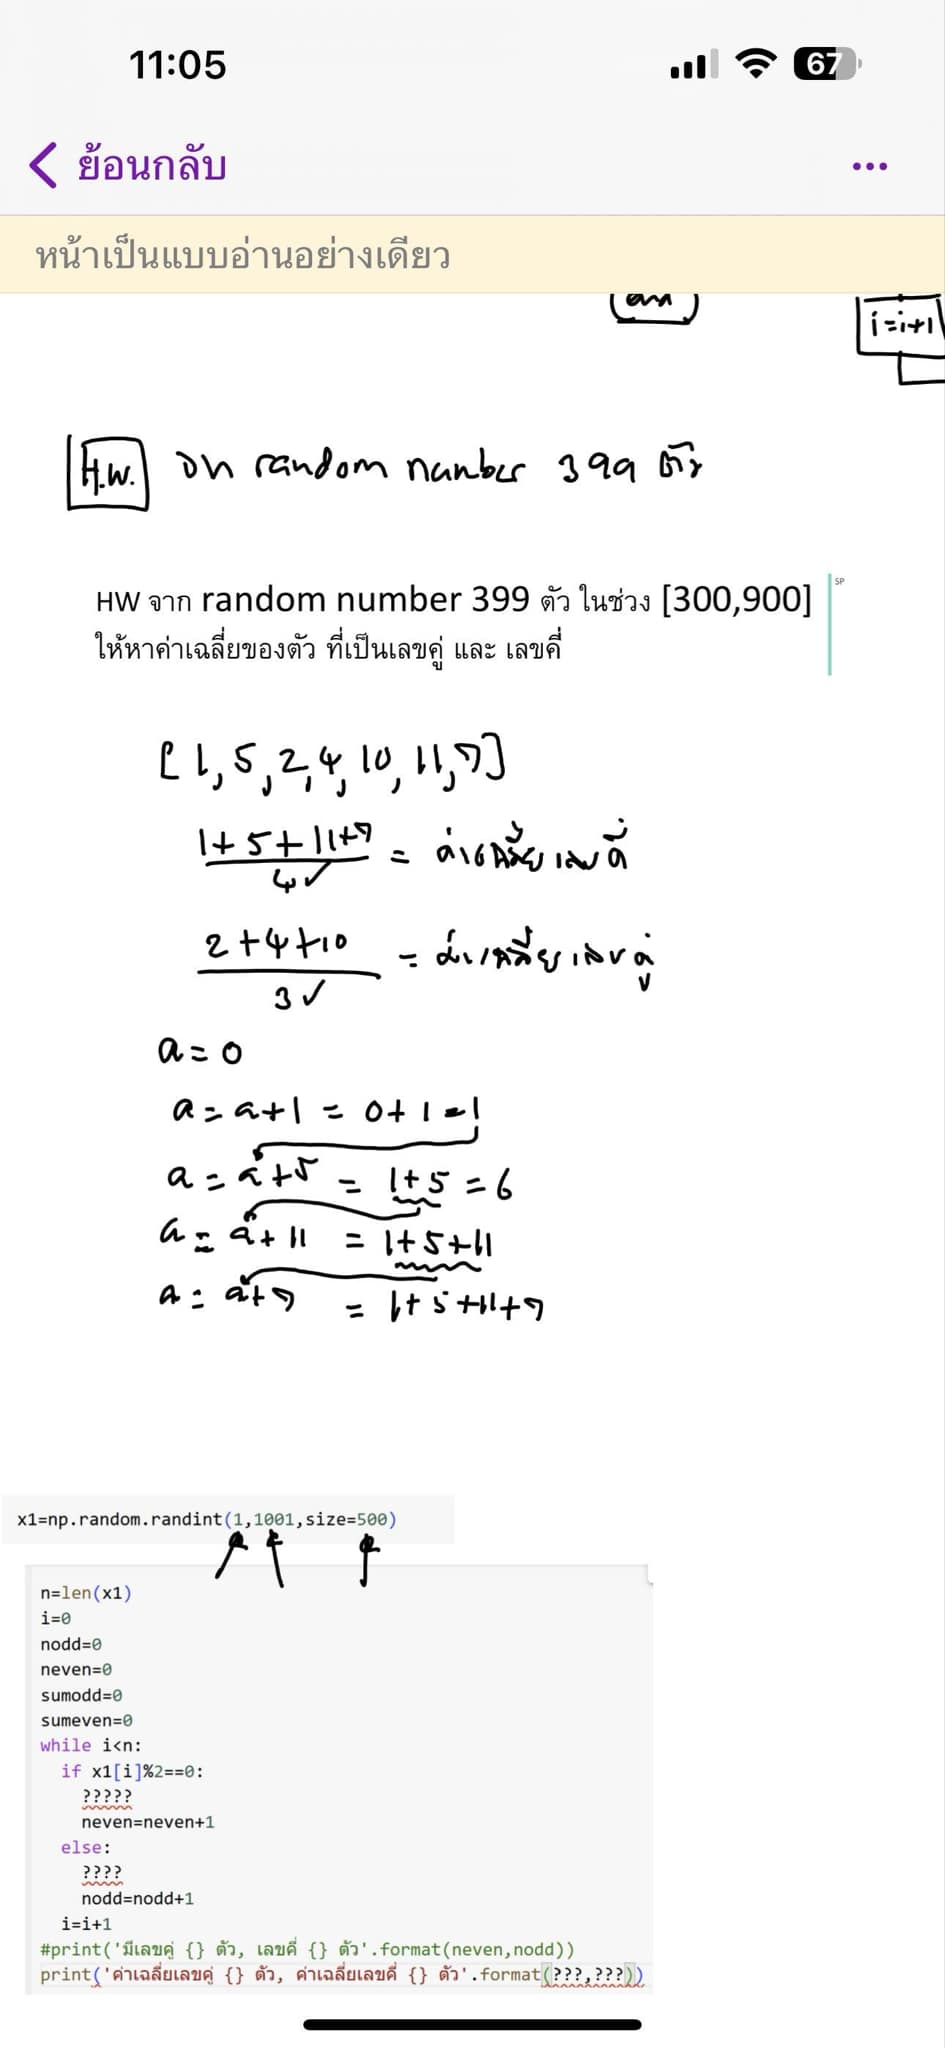 11:05
67
ย้อนกลับ
...
หน้าเป็นแบบอ่านอย่างเดียว
end
i=i+1
H.W. จก random number 399 ตัว
HW จาก random number 399 ตัว ในช่วง [300,900]
SP
ให้หาค่าเฉลี่ยของตัว ที่เป็นเลขคู่ และ เลขคี่
[1,5,2,4,10,11,7]
1+5+11+7 = ค่าเฉลี่ยเลขคี่
4✓
2+4+10 = ค่าเฉลี่ยเลขคู่
3✓
a=0
a=a+1 = 0+1=1
a=a+5 = 1+5=6
a=a+11 = 1+5+11
a=a+7 = 1+5+11+7
x1=np.random.randint(1,1001,size=500)
n=len(x1)
i=0
nodd=0
neven=0
sumodd=0
sumeven=0
while i<n:
if x1[i]%2==0:
?????
neven=neven+1
else:
????
nodd=nodd+1
i=i+1
#print('มีเลขคู่ {} ตัว, เลขคี่ {} ตัว'.format(neven,nodd))
print('ค่าเฉลี่ยเลขคู่ {} ตัว, ค่าเฉลี่ยเลขคี่ {} ตัว'.format(???,???))